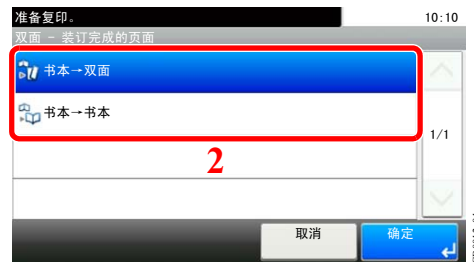 准备复印。 10:10
双面 - 装订完成的页面
书本→双面
书本→书本
1/1
2
取消 确定